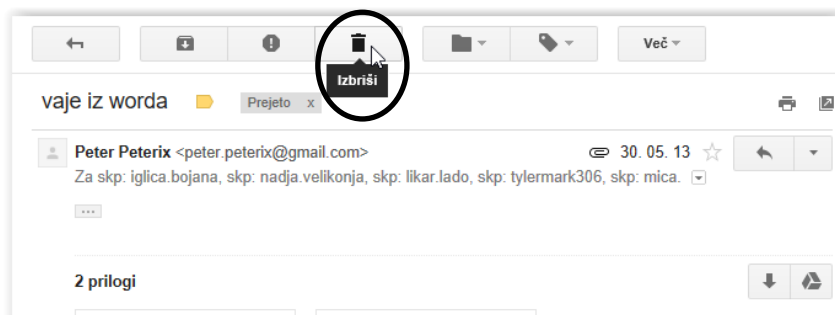 Več
Izbriši
vaje iz worda Prejeto x
Peter Peterix <peter.peterix@gmail.com> 30. 05. 13
Za skp: iglica.bojana, skp: nadja.velikonja, skp: likar.lado, skp: tylermark306, skp: mica.
2 prilogi